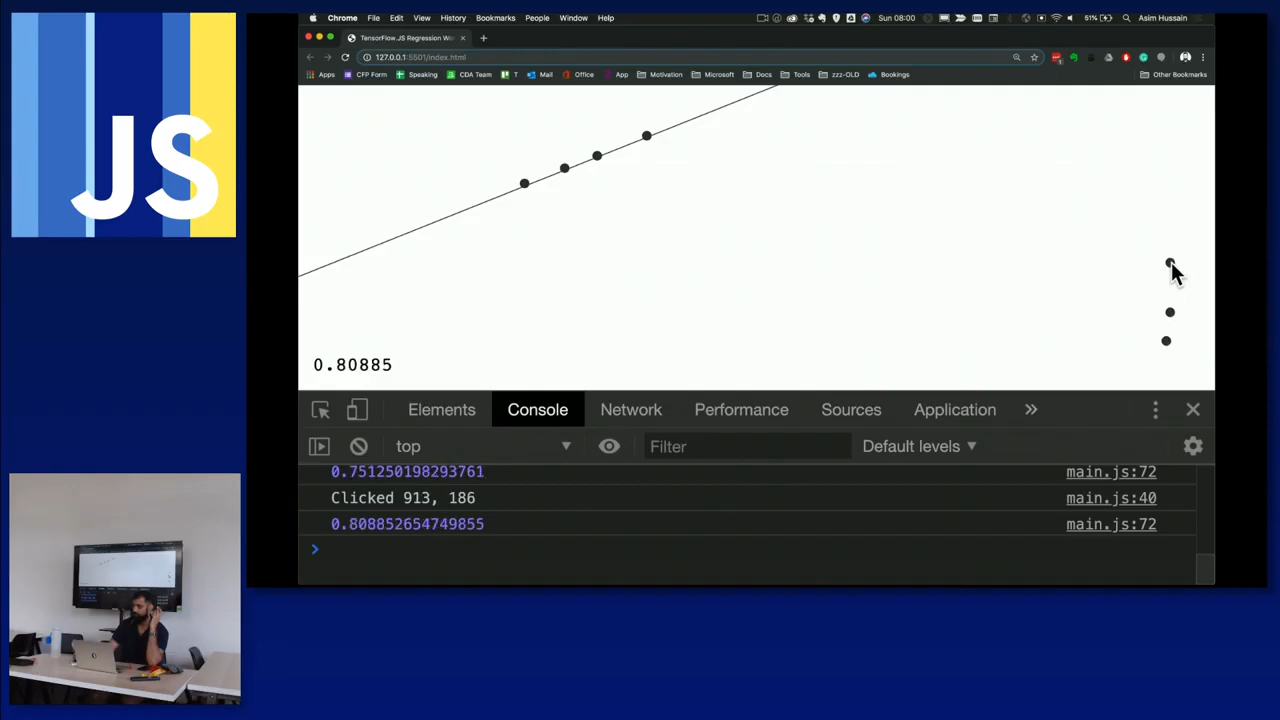 JS
Chrome File Edit View History Bookmarks People Window Help
Sun 08:00
51%
Asim Hussain
TensorFlow.JS Regression
127.0.0.1:5501/index.html
Apps CFP Form Speaking CDA Team T Mail Office App Motivation Microsoft Docs Tools zzz-OLD Bookings Other Bookmarks
0.80885
Elements Console Network Performance Sources Application »
top Filter Default levels
0.751250198293761 main.js:72
Clicked 913, 186 main.js:40
0.808852654749855 main.js:72